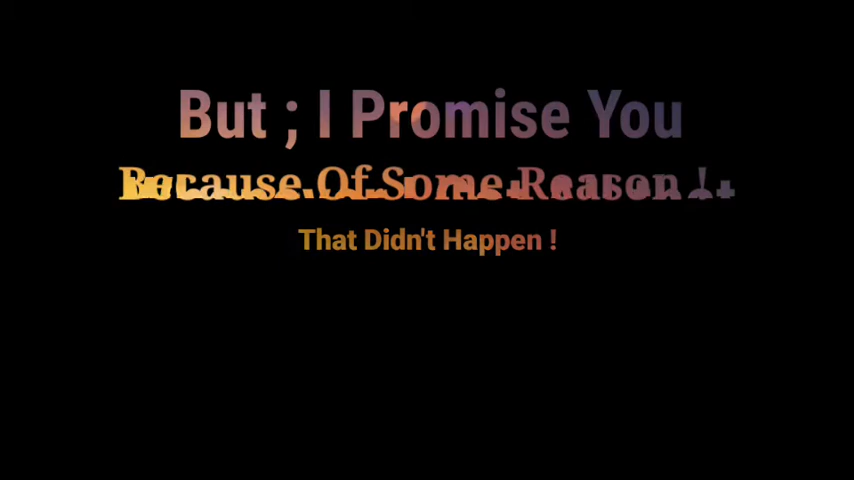 But ; I Promise You
Because Of Some Reason !
That Didn't Happen !